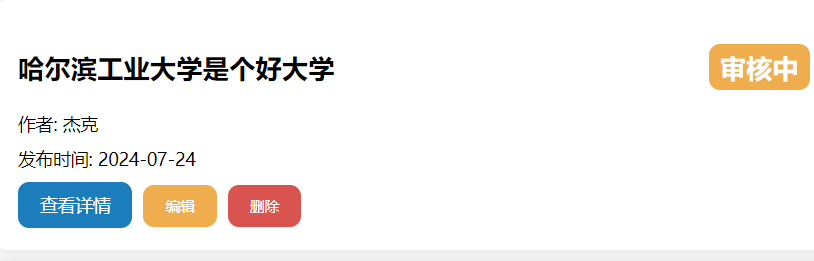 哈尔滨工业大学是个好大学
审核中
作者: 杰克
发布时间: 2024-07-24
查看详情 编辑 删除